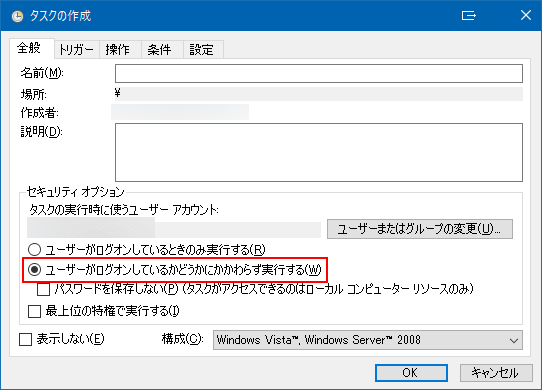 タスクの作成
全般 トリガー 操作 条件 設定
名前(M):
場所: ¥
作成者:
説明(D):
セキュリティ オプション
タスクの実行時に使うユーザー アカウント:
ユーザーまたはグループの変更(U)...
ユーザーがログオンしているときのみ実行する(R)
ユーザーがログオンしているかどうかにかかわらず実行する(W)
パスワードを保存しない(P) (タスクがアクセスできるのはローカル コンピューター リソースのみ)
最上位の特権で実行する(I)
表示しない(E) 構成(C): Windows Vista™, Windows Server™ 2008
OK キャンセル